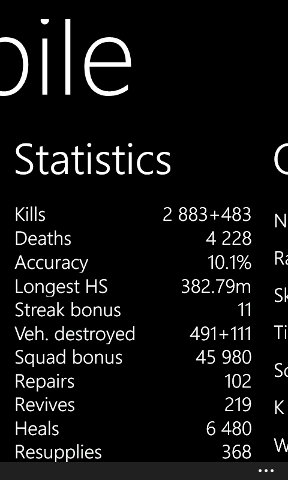 bile
Statistics
Kills 2 883+483
Deaths 4 228
Accuracy 10.1%
Longest HS 382.79m
Streak bonus 11
Veh. destroyed 491+111
Squad bonus 45 980
Repairs 102
Revives 219
Heals 6 480
Resupplies 368
N
Ra
Sk
Ti
K
W